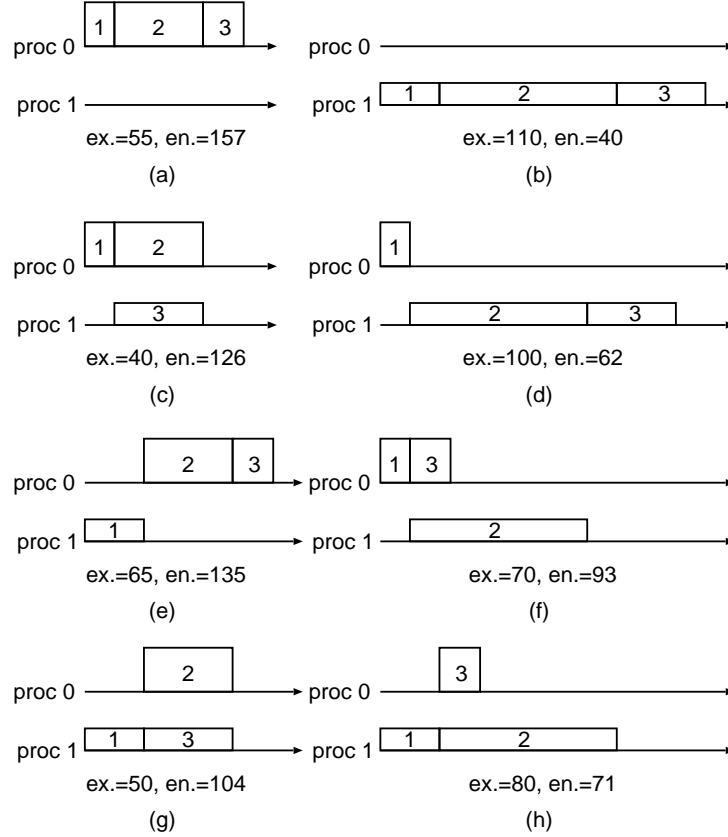 proc 0 1 2 3
proc 1
ex.=55, en.=157
(a)
proc 0
proc 1 1 2 3
ex.=110, en.=40
(b)
proc 0 1 2
proc 1 3
ex.=40, en.=126
(c)
proc 0 1
proc 1 2 3
ex.=100, en.=62
(d)
proc 0 2 3
proc 1 1
ex.=65, en.=135
(e)
proc 0 1 3
proc 1 2
ex.=70, en.=93
(f)
proc 0 2
proc 1 1 3
ex.=50, en.=104
(g)
proc 0 3
proc 1 1 2
ex.=80, en.=71
(h)